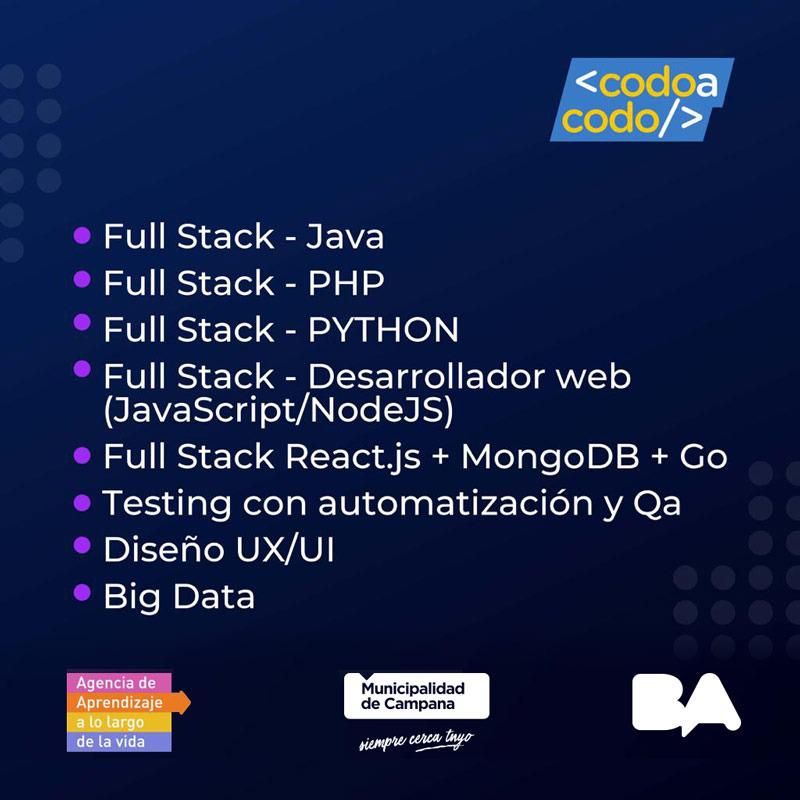 <codoa
codo/>
Full Stack - Java
Full Stack - PHP
Full Stack - PYTHON
Full Stack - Desarrollador web
(JavaScript/NodeJS)
Full Stack React.js + MongoDB + Go
Testing con automatización y Qa
Diseño UX/UI
Big Data
Agencia de
Aprendizaje
a lo largo
de la vida
Municipalidad
de Campana
siempre cerca tuyo
BA